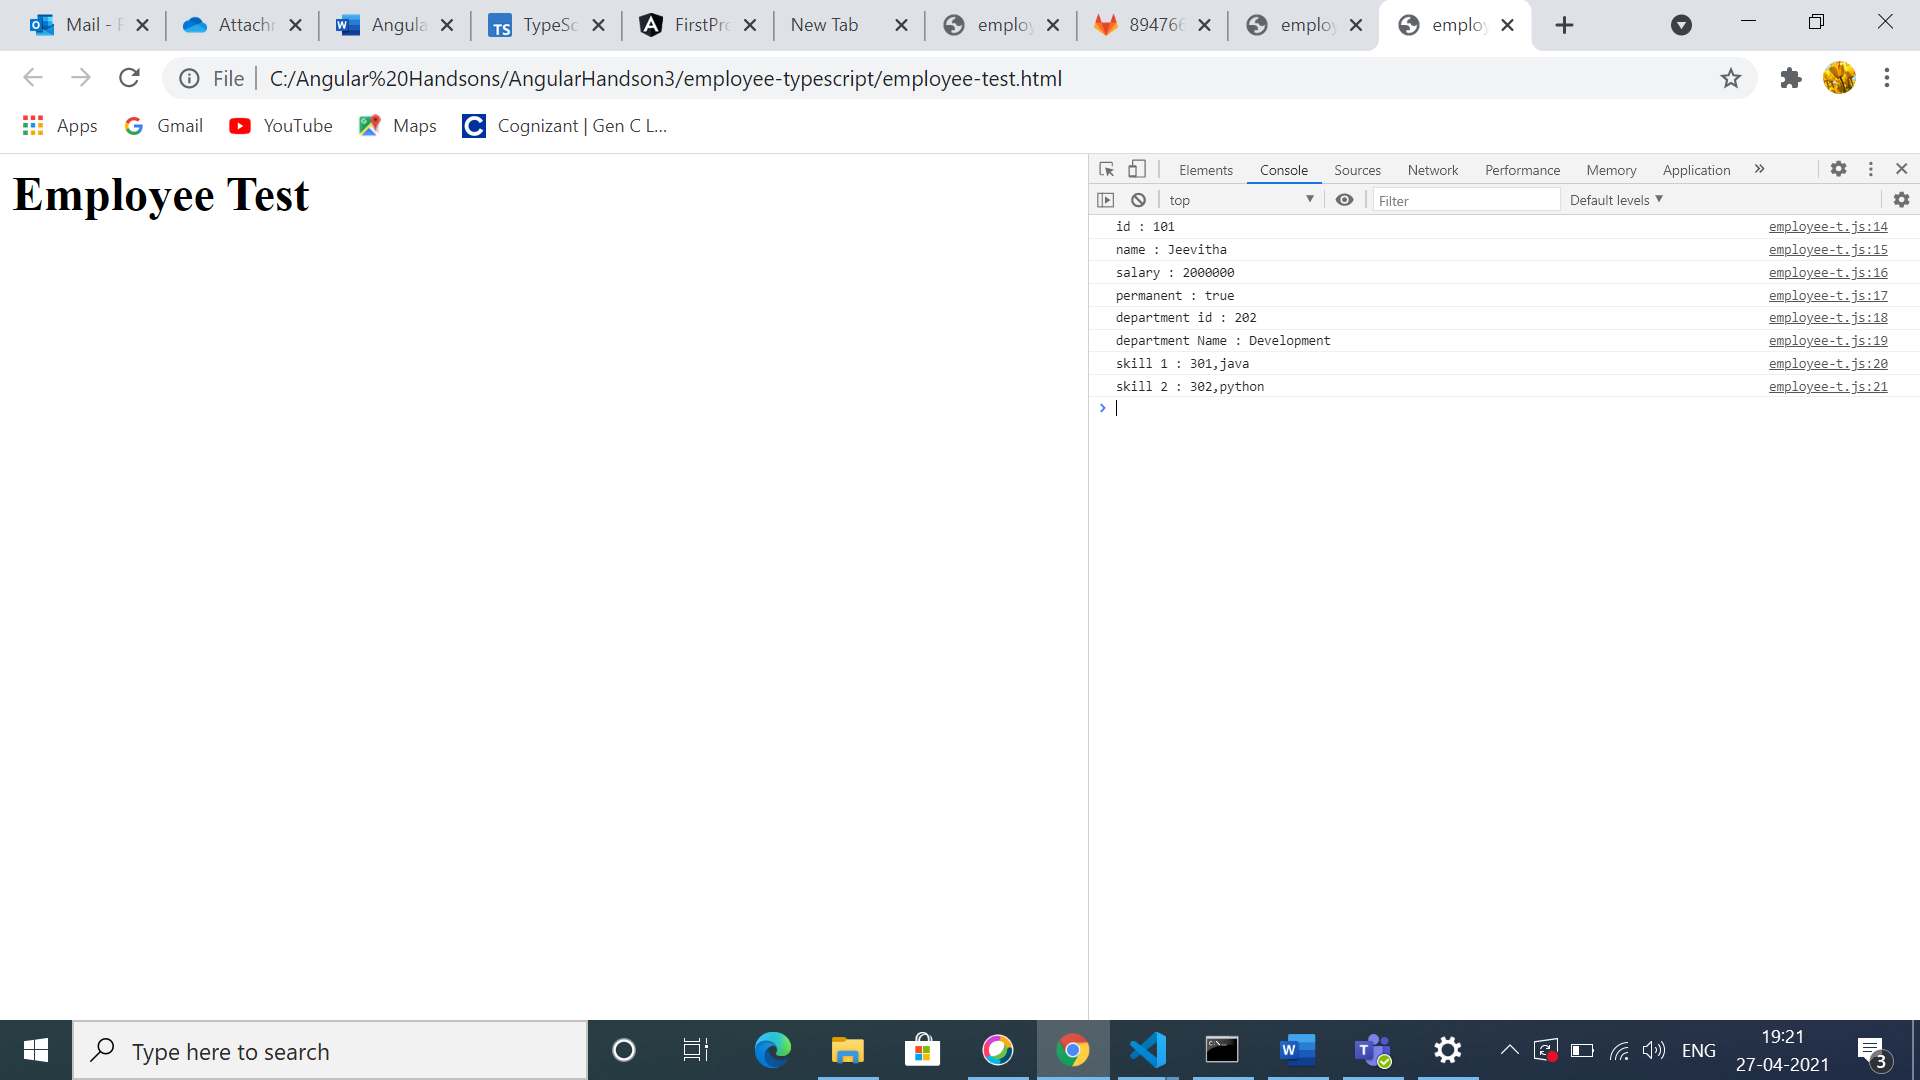 Mail - F
Attachm
Angula
TypeSc
FirstPro
New Tab
employ
894766
employ
employ
File
C:/Angular%20Handsons/AngularHandson3/employee-typescript/employee-test.html
Apps
Gmail
YouTube
Maps
Cognizant | Gen C L...
Employee Test
Elements
Console
Sources
Network
Performance
Memory
Application
top
Filter
Default levels
id : 101 employee-t.js:14
name : Jeevitha employee-t.js:15
salary : 2000000 employee-t.js:16
permanent : true employee-t.js:17
department id : 202 employee-t.js:18
department Name : Development employee-t.js:19
skill 1 : 301,java employee-t.js:20
skill 2 : 302,python employee-t.js:21
Type here to search
ENG
19:21
27-04-2021
3